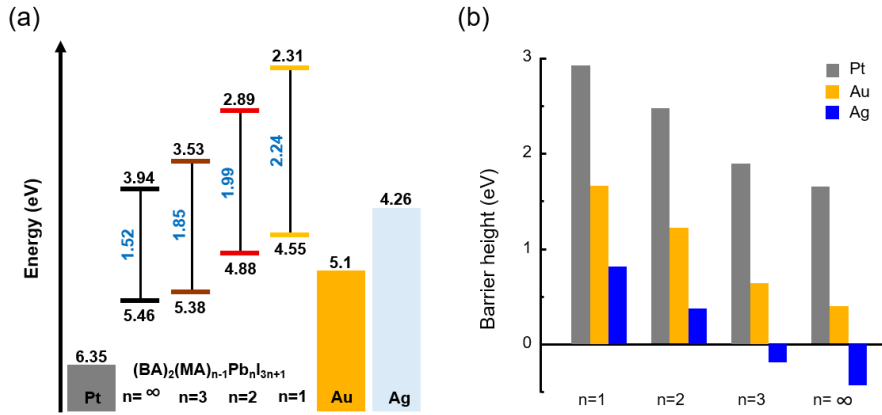 (a)
Energy (eV)
2.31
2.89
3.53
3.94
2.24
1.99
1.85
1.52
4.55
4.88
5.38
5.46
4.26
5.1
6.35
(BA)2(MA)n-1PbnI3n+1
Pt
n= ∞
n=3
n=2
n=1
Au
Ag
(b)
Barrier height (eV)
3
2
1
0
Pt
Au
Ag
n=1
n=2
n=3
n= ∞